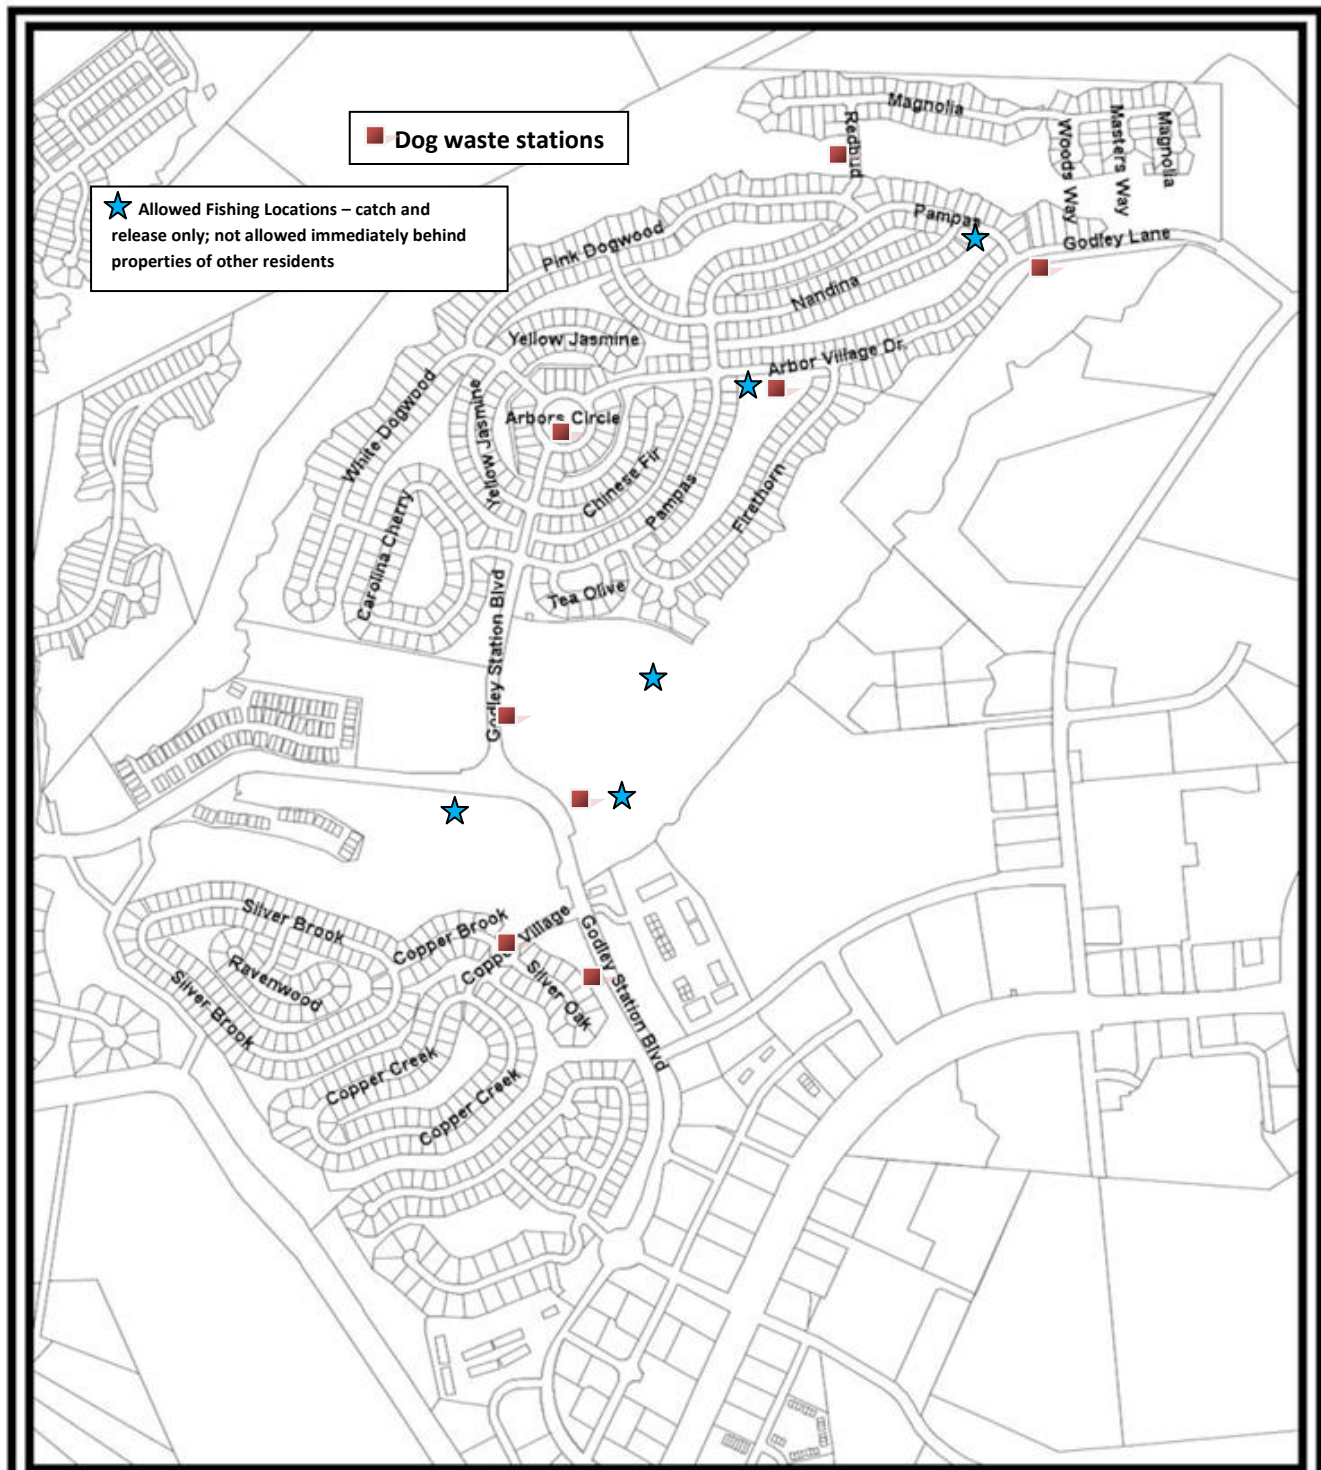 Dog waste stations
Allowed Fishing Locations – catch and
release only; not allowed immediately behind
properties of other residents
Magnolia
Redbud
Woods Way
Masters Way
Magnolia
Pampas
Godley Lane
Pink Dogwood
Nandina
Yellow Jasmine
Arbor Village Dr.
White Dogwood
Yellow Jasmine
Arbors Circle
Chinese Fir
Pampas
Firethorn
Carolina Cherry
Tea Olive
Godley Station Blvd
Silver Brook
Copper Brook
Copper Village
Godley Station Blvd
Ravenwood
Silver Brook
Silver Oak
Copper Creek
Copper Creek